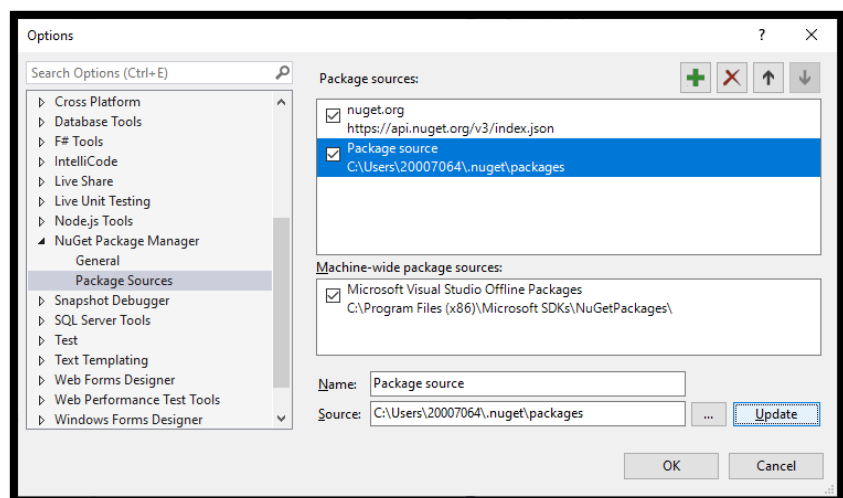 Options
?
Search Options (Ctrl+E)
Cross Platform
Database Tools
F# Tools
IntelliCode
Live Share
Live Unit Testing
Node.js Tools
NuGet Package Manager
General
Package Sources
Snapshot Debugger
SQL Server Tools
Test
Text Templating
Web Forms Designer
Web Performance Test Tools
Windows Forms Designer
Package sources:
nuget.org
https://api.nuget.org/v3/index.json
Package source
C:\Users\20007064\.nuget\packages
Machine-wide package sources:
Microsoft Visual Studio Offline Packages
C:\Program Files (x86)\Microsoft SDKs\NuGetPackages\
Name: Package source
Source: C:\Users\20007064\.nuget\packages ... Update
OK Cancel